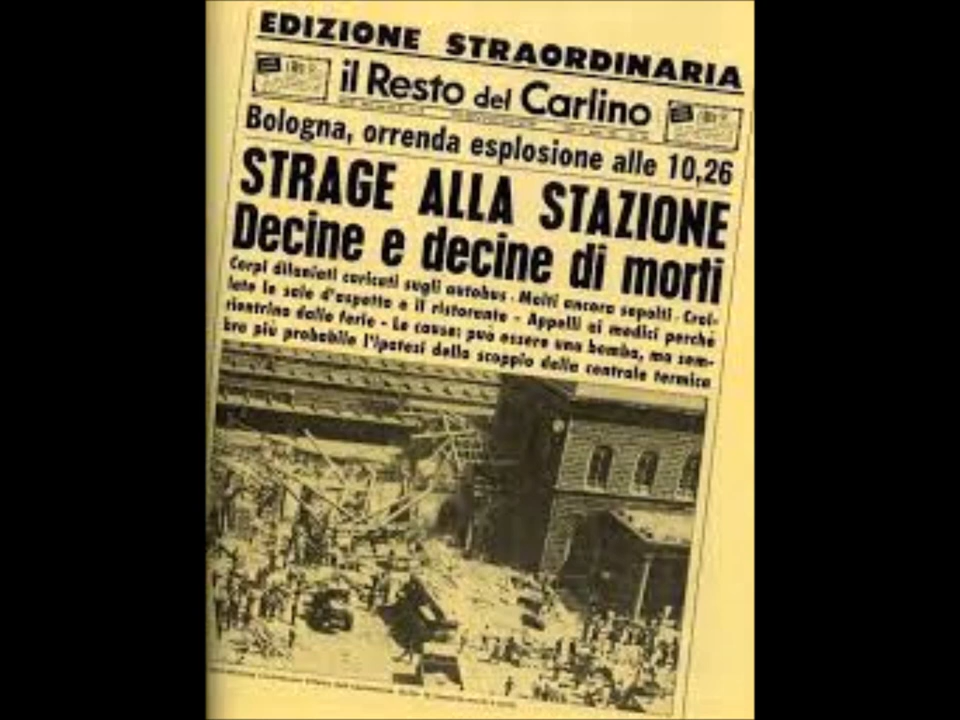 EDIZIONE STRAORDINARIA
il Resto del Carlino
Bologna, orrenda esplosione alle 10,26
STRAGE ALLA STAZIONE
Decine e decine di morti
Corpi dilaniati caricati sugli autobus - Molti ancora sepolti - Crol-
late le sale d'aspetto e il ristorante - Appelli ai medici perché
rientrino dalle ferie - Le cause: può essere una bomba, ma sem-
bra più probabile l'ipotesi dello scoppio della centrale termica